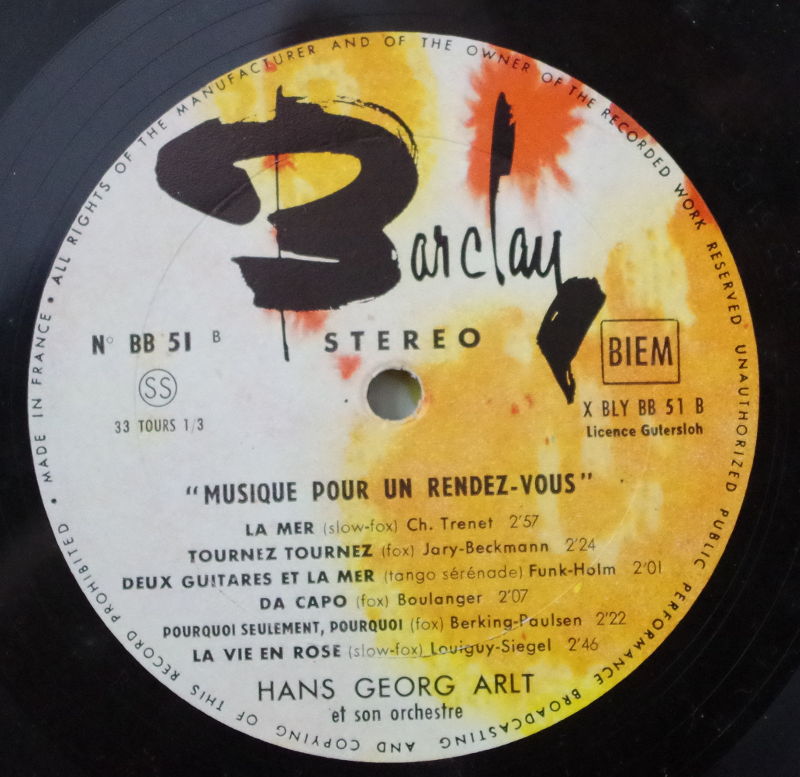 Barclay
N° BB 51 B
STEREO
BIEM
SS
X BLY BB 51 B
33 TOURS 1/3
Licence Gutersloh
"MUSIQUE POUR UN RENDEZ-VOUS"
LA MER (slow-fox) Ch. Trenet 2'57
TOURNEZ TOURNEZ (fox) Jary-Beckmann 2'24
DEUX GUITARES ET LA MER (tango sérénade) Funk-Holm 2'01
DA CAPO (fox) Boulanger 2'07
POURQUOI SEULEMENT, POURQUOI (fox) Berking-Paulsen 2'22
LA VIE EN ROSE (slow-fox) Louiguy-Siegel 2'46
HANS GEORG ARLT
et son orchestre
• MADE IN FRANCE • ALL RIGHTS OF THE MANUFACTURER AND OF THE OWNER OF THE RECORDED WORK RESERVED UNAUTHORIZED PUBLIC PERFORMANCE BROADCASTING AND COPYING OF THIS RECORD PROHIBITED